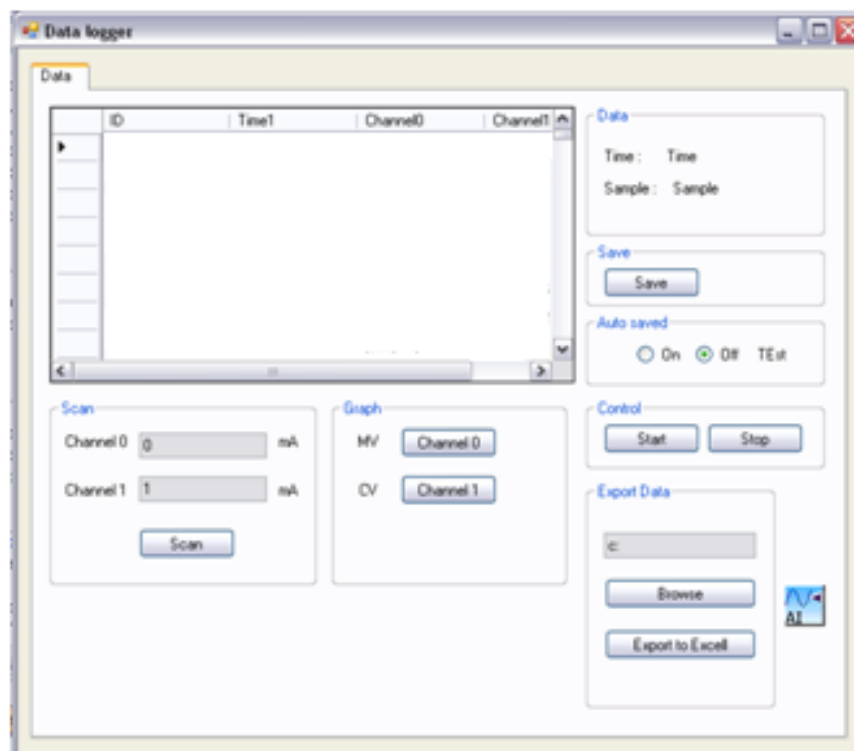 Data logger
Data
ID Time1 Channel0 Channel1
Data
Time : Time
Sample : Sample
Save
Save
Auto saved
On Off TEst
Scan
Channel 0 0 mA
Channel 1 1 mA
Scan
Graph
MV Channel 0
CV Channel 1
Control
Start Stop
Export Data
c:
Browse
Export to Excell
AI